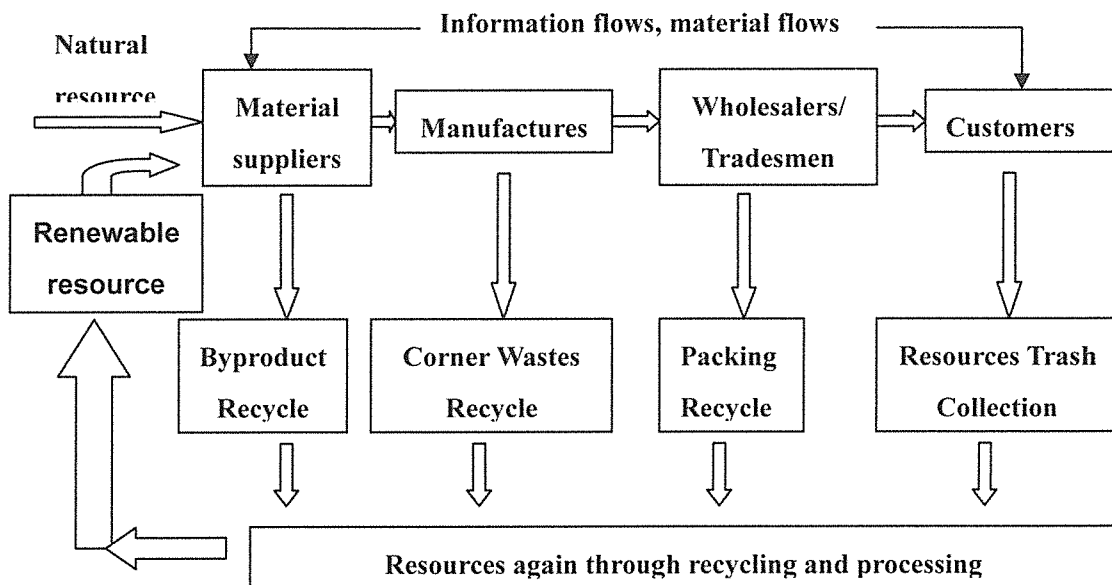 Information flows, material flows
Natural
resource
Material
suppliers
Manufactures
Wholesalers/
Tradesmen
Customers
Renewable
resource
Byproduct
Recycle
Corner Wastes
Recycle
Packing
Recycle
Resources Trash
Collection
Resources again through recycling and processing